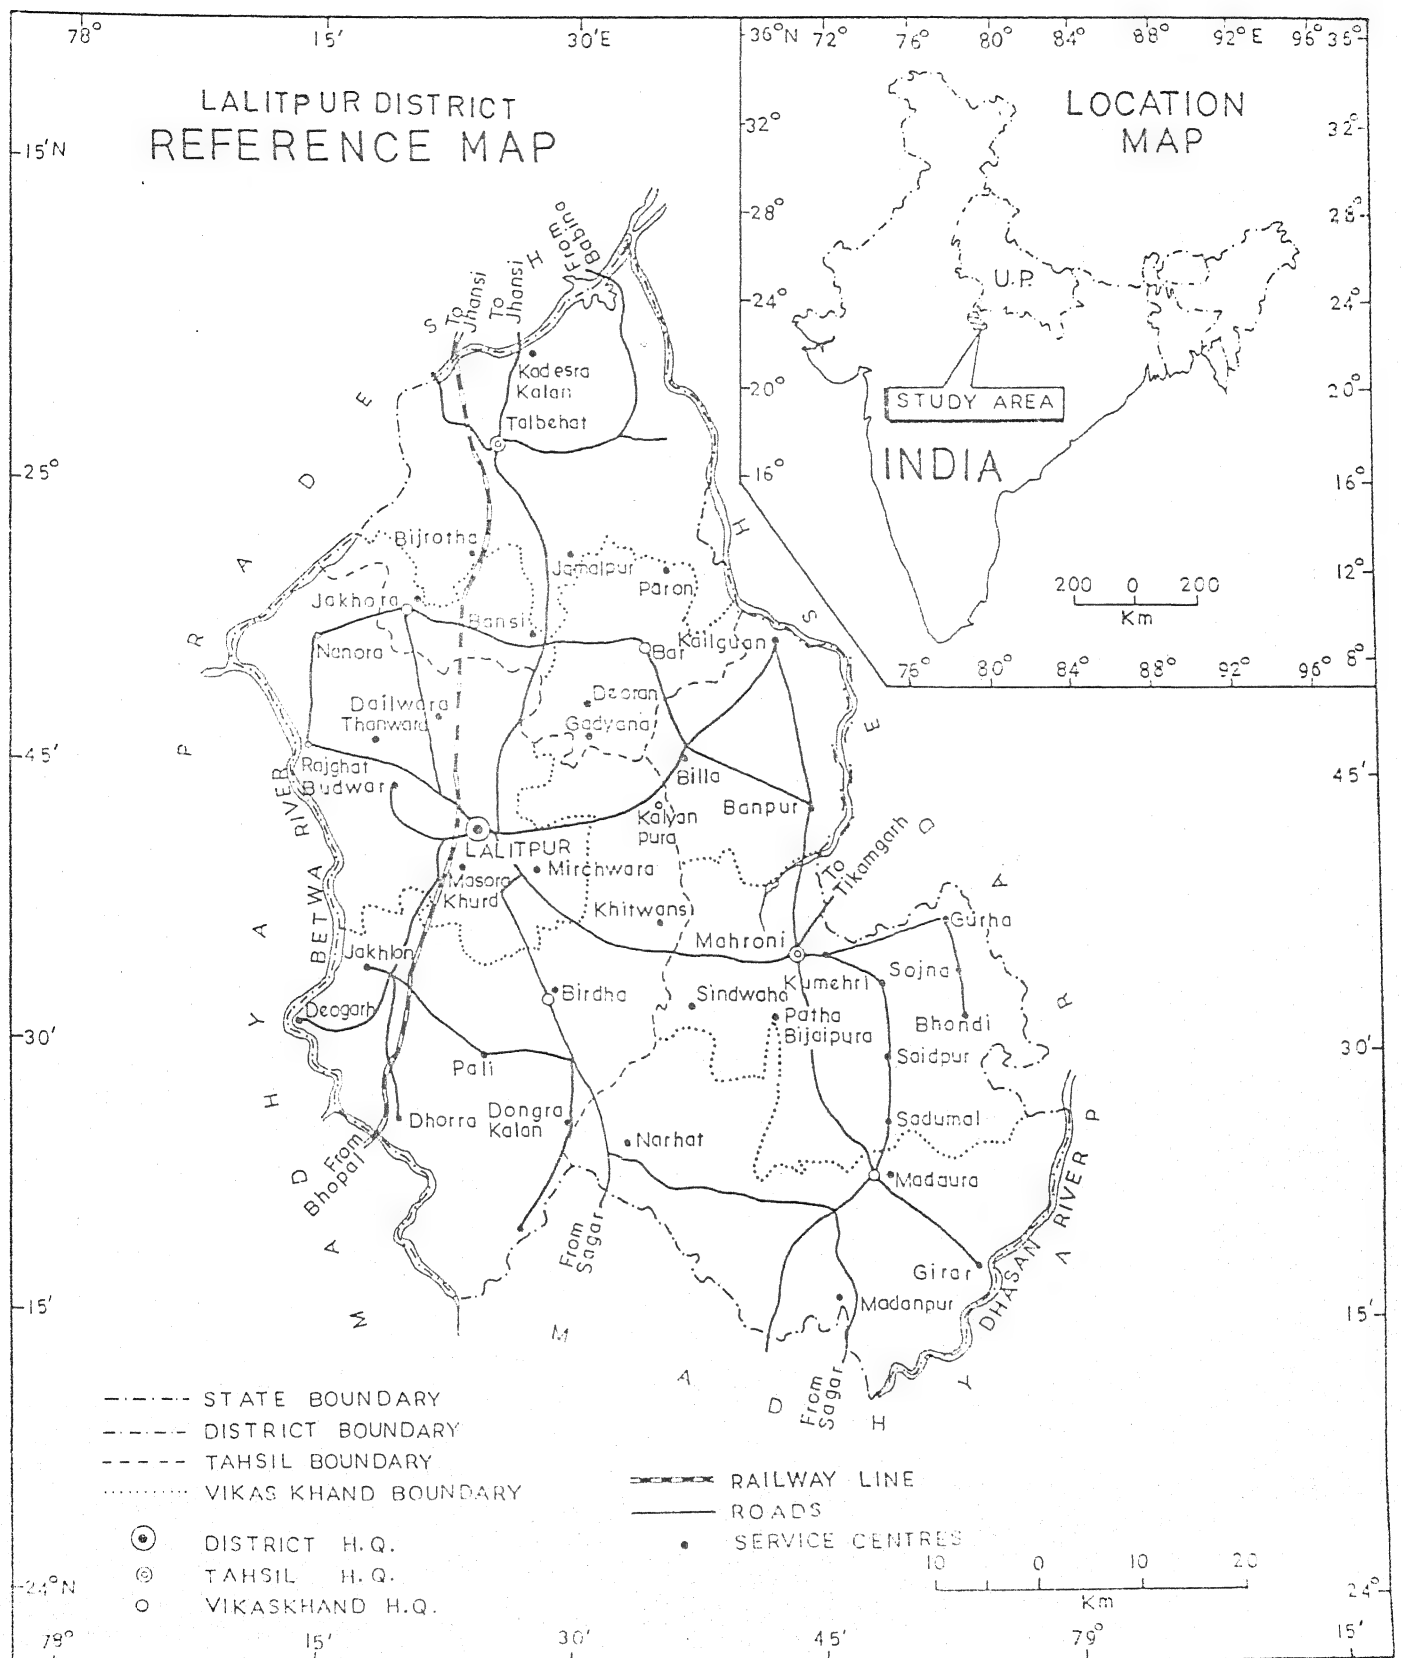 78° 15' 30'E
36°N 72° 76° 80° 84° 88° 92°E 96° 36°
LALITPUR DISTRICT
REFERENCE MAP
LOCATION
MAP
15'N
32°
32°
28°
28°
24°
24°
20°
20°
16°
16°
12°
8°
U.P.
STUDY AREA
INDIA
200 0 200
Km
76° 80° 84° 88° 92° 96°
From
Babina
To
Jhansi
To
Jhansi
Kadesra
Kalan
Talbehat
25°
Bijrotha
Jamalpur
Paron
Jakhora
Bansi
Bar
Kailguan
Nanora
Deoran
Dailwara
Thanwara
Gadyana
45'
45'
Rajghat
Budwar
Billa
Banpur
Kalyan
pura
LALITPUR
Mirchwara
Masora
Khurd
To
Tikamgarh
Khitwans
Gurha
Mahroni
Jakhlon
Kumehri
Sojna
Birdha
Sindwaha
Deogarh
Patha
Bijaipura
Bhondi
30'
30'
Saidpur
Pali
Dhorra
Dongra
Kalan
Sadumal
Narhat
From
Bhopal
Madaura
From
Sagar
Girar
Madanpur
15'
15'
From
Sagar
BETWA RIVER
DHASAN RIVER
MADHYA PRADESH
MADHYA PRADESH
STATE BOUNDARY
DISTRICT BOUNDARY
TAHSIL BOUNDARY
VIKAS KHAND BOUNDARY
RAILWAY LINE
ROADS
SERVICE CENTRES
DISTRICT H.Q.
TAHSIL H.Q.
VIKASKHAND H.Q.
10 0 10 20
Km
24°N
24°
78° 15' 30' 45' 79° 15'